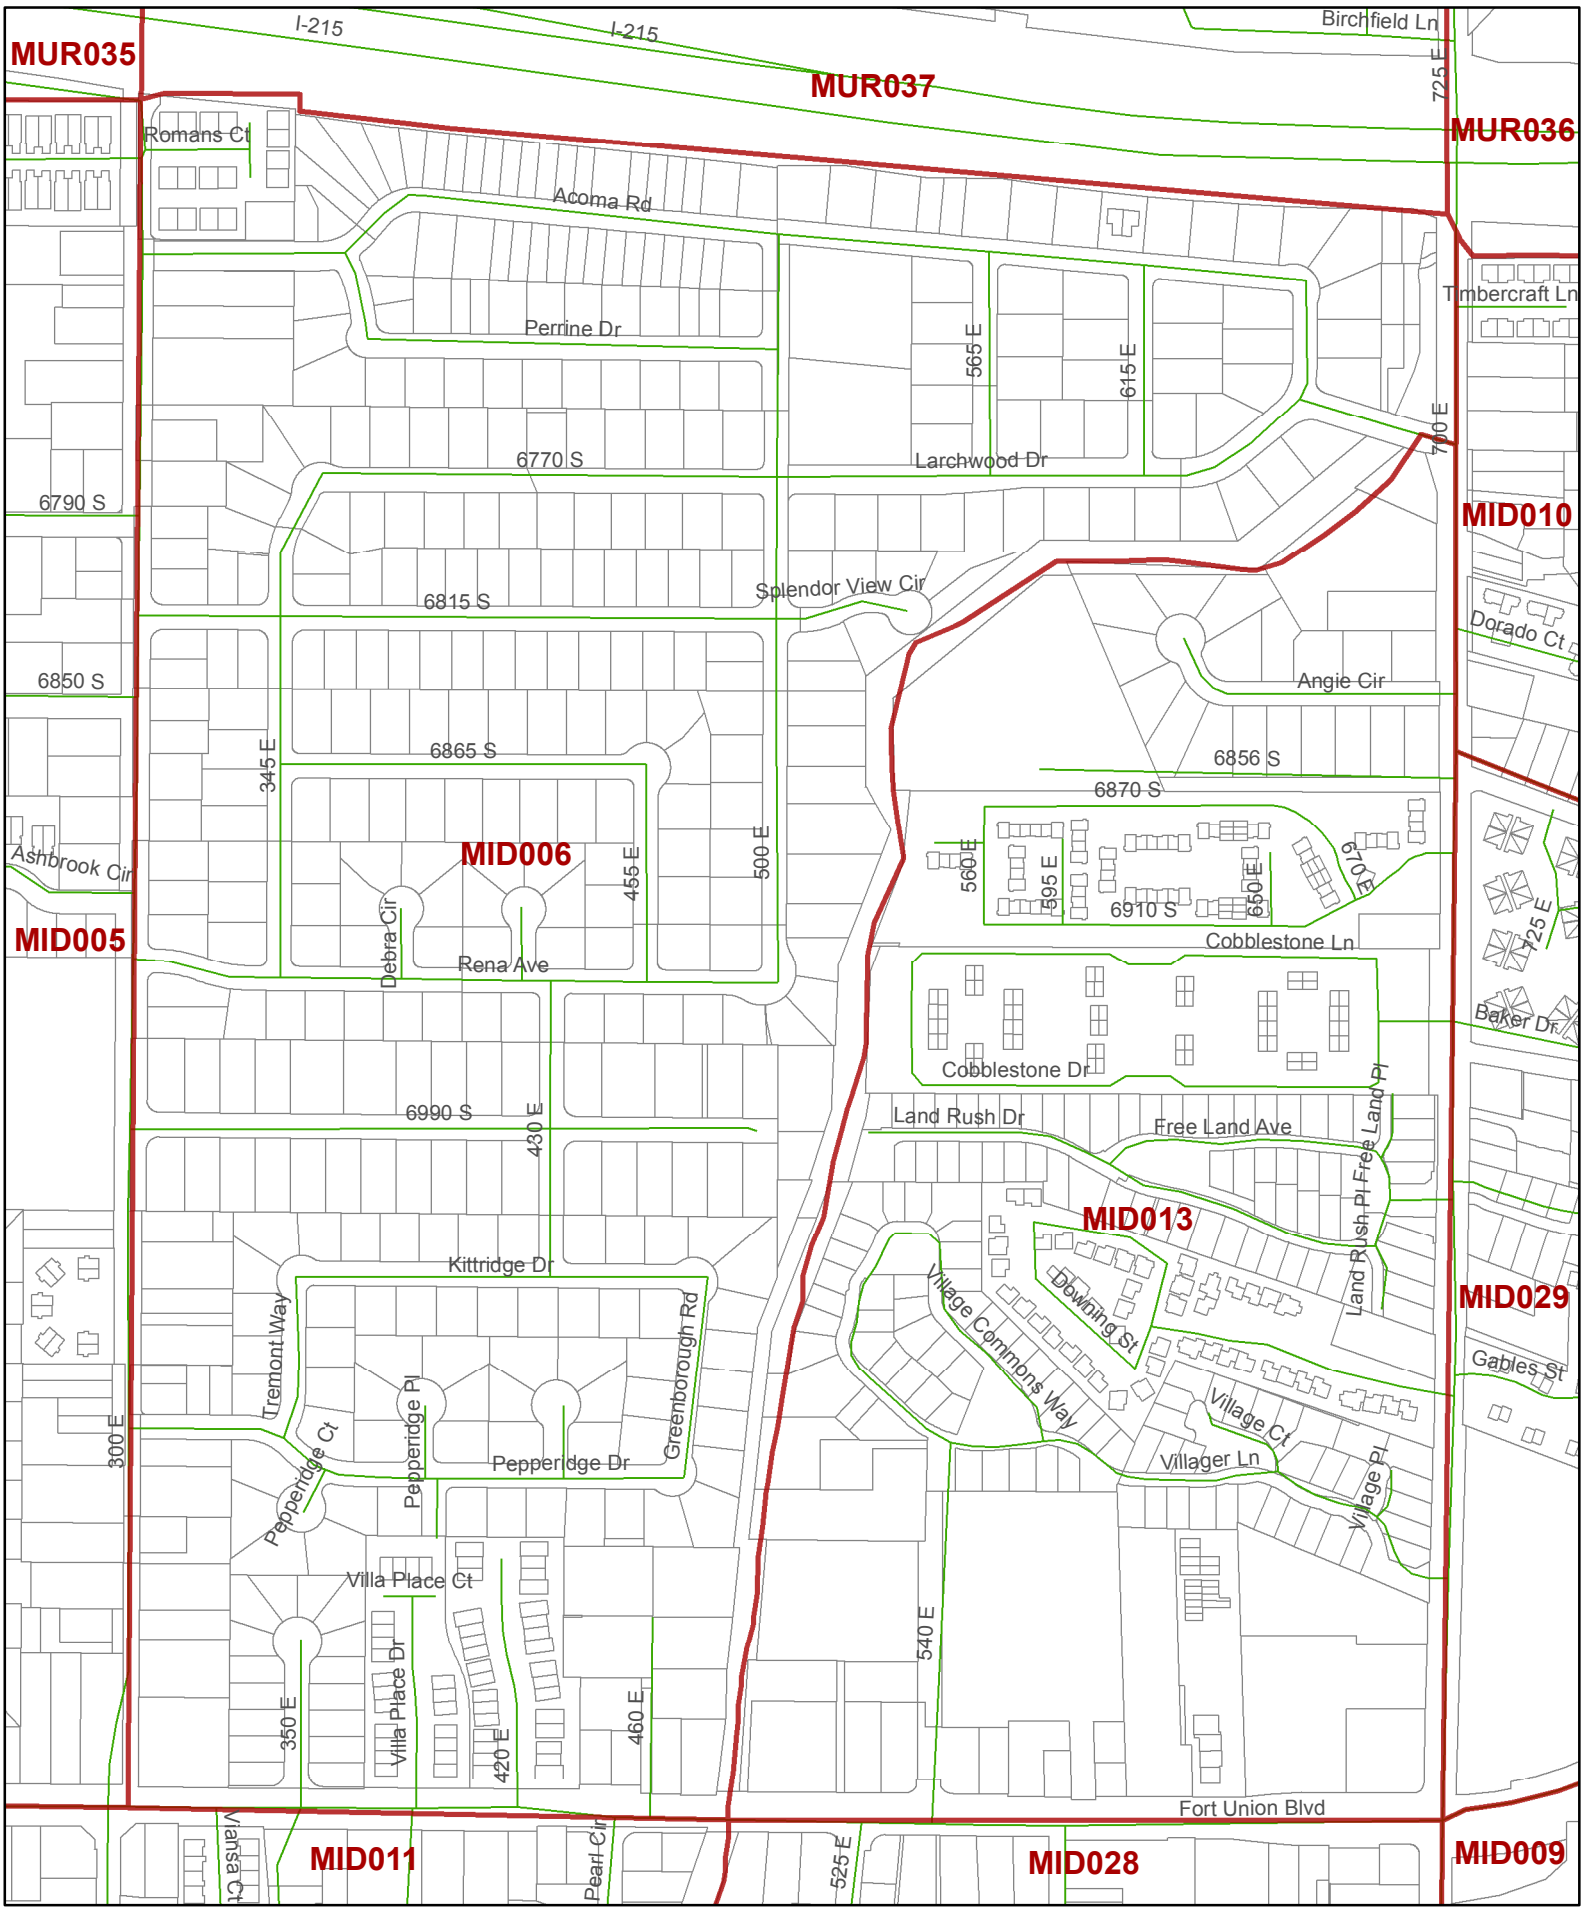 I-215
I-215
Birchfield Ln
MUR035
MUR037
725 E
MUR036
Romans Ct
Acoma Rd
Timbercraft Ln
Perrine Dr
565 E
615 E
700 E
6770 S
Larchwood Dr
6790 S
MID010
Splendor View Cir
6815 S
Dorado Ct
6850 S
Angie Cir
345 E
6865 S
6856 S
6870 S
MID006
500 E
455 E
560 E
595 E
650 E
670 E
Ashbrook Cir
6910 S
725 E
MID005
Debra Cir
Rena Ave
Cobblestone Ln
Baker Dr
Cobblestone Dr
6990 S
430 E
Land Rush Dr
Free Land Ave
Free Land Pl
MID013
Land Rush Pl
Kittridge Dr
Tremont Way
Greenborough Rd
Village Commons Way
Downing St
MID029
Gables St
300 E
Pepperidge Ct
Pepperidge Pl
Pepperidge Dr
Village Ct
Villager Ln
Village Pl
Villa Place Ct
Villa Place Dr
350 E
420 E
460 E
540 E
Fort Union Blvd
Viansa Ct
MID011
Pearl Cir
525 E
MID028
MID009